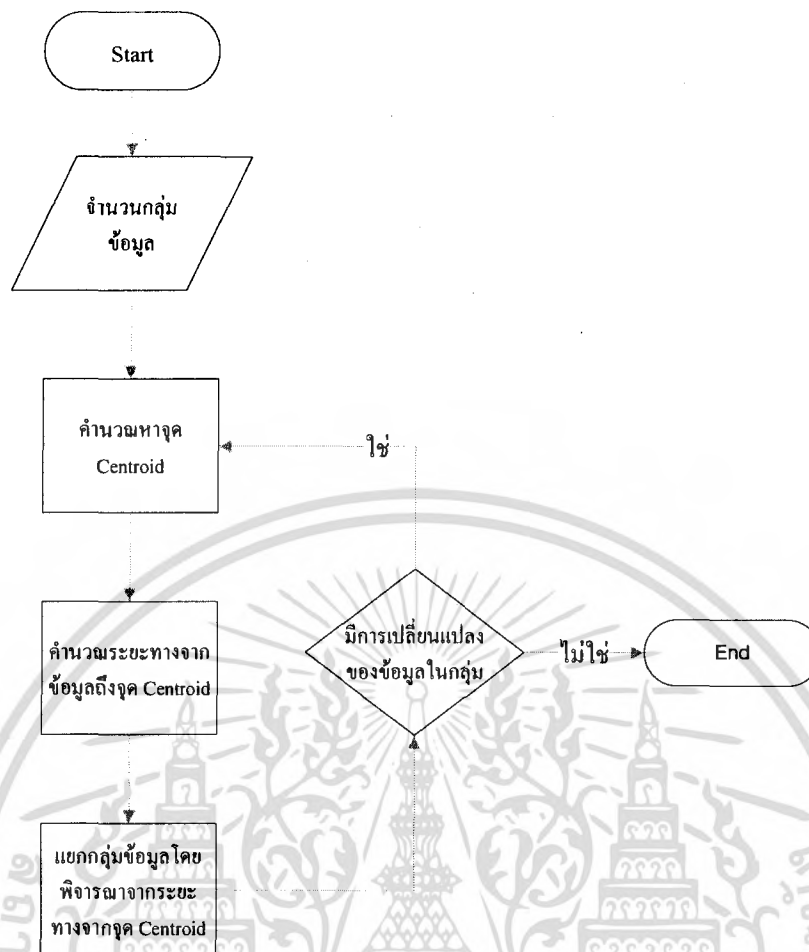 Start
จำนวนกลุ่ม
ข้อมูล
คำนวณหาจุด
Centroid
ใช่
คำนวณระยะทางจาก
ข้อมูลถึงจุด Centroid
มีการเปลี่ยนแปลง
ของข้อมูลในกลุ่ม
ไม่ใช่
End
แยกกลุ่มข้อมูลโดย
พิจารณาจากระยะ
ทางจากจุด Centroid